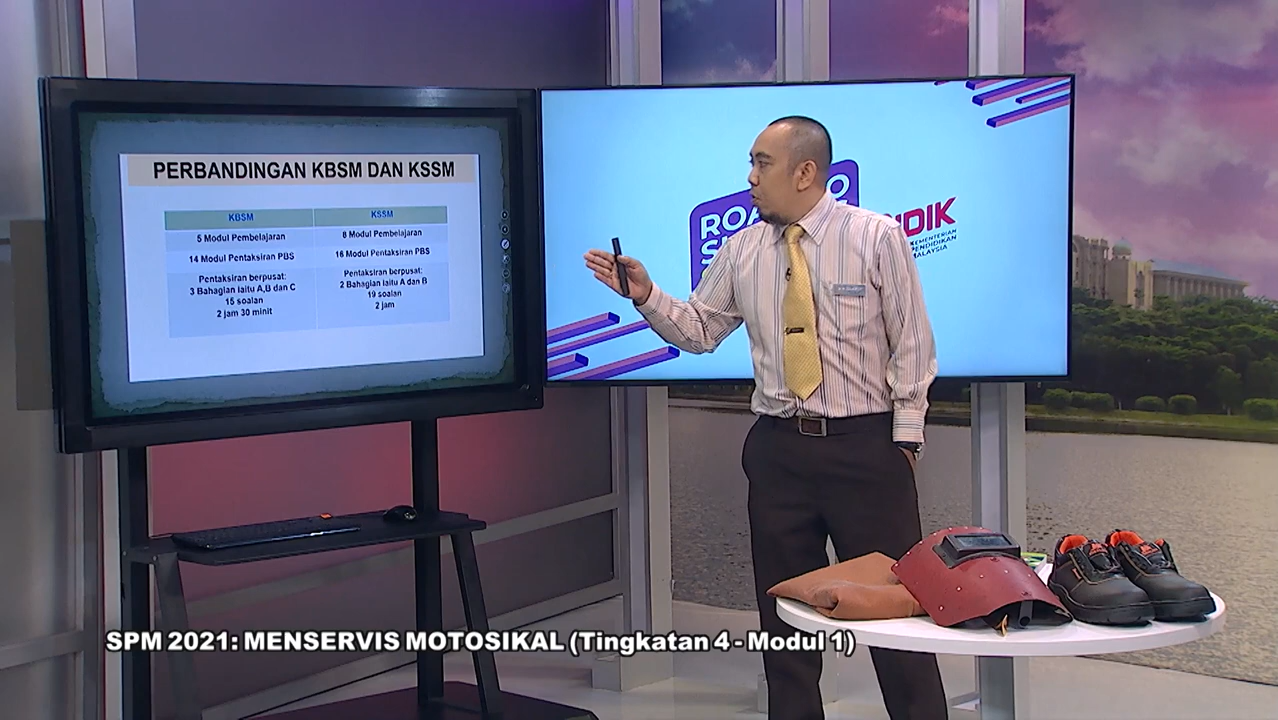 PERBANDINGAN KBSM DAN KSSM
KBSM
KSSM
5 Modul Pembelajaran
8 Modul Pembelajaran
14 Modul Pentaksiran PBS
16 Modul Pentaksiran PBS
Pentaksiran berpusat:
3 Bahagian iaitu A,B dan C
15 soalan
2 jam 30 minit
Pentaksiran berpusat:
2 Bahagian iaitu A dan B
19 soalan
2 jam
DIK
KEMENTERIAN
PENDIDIKAN
MALAYSIA
SPM 2021: MENSERVIS MOTOSIKAL (Tingkatan 4 - Modul 1)